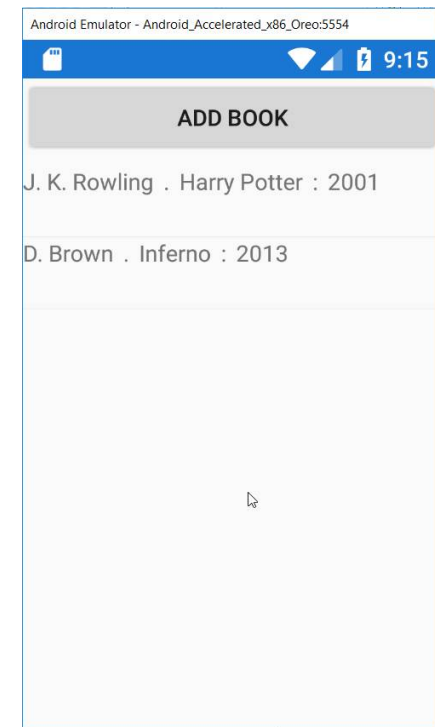 Android Emulator - Android_Accelerated_x86_Oreo:5554
9:15
ADD BOOK
J. K. Rowling . Harry Potter : 2001
D. Brown . Inferno : 2013